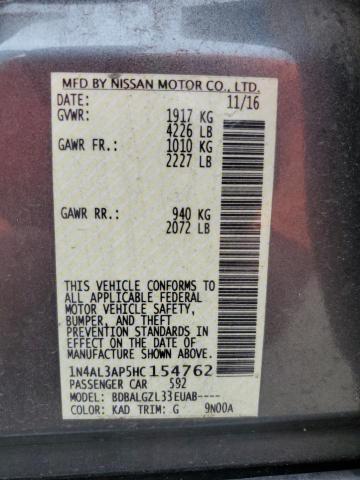 MFD BY NISSAN MOTOR CO., LTD.
DATE: 11/16
GVWR: 1917 KG
4226 LB
GAWR FR.: 1010 KG
2227 LB
GAWR RR.: 940 KG
2072 LB
THIS VEHICLE CONFORMS TO
ALL APPLICABLE FEDERAL
MOTOR VEHICLE SAFETY,
BUMPER, AND THEFT
PREVENTION STANDARDS
IN EFFECT ON THE DATE OF
MANUFACTURE SHOWN ABOVE.
1N4AL3AP5HC154762
PASSENGER CAR 592
MODEL: BDBALGZL33EUAB----
COLOR: KAD TRIM: G 9N00A